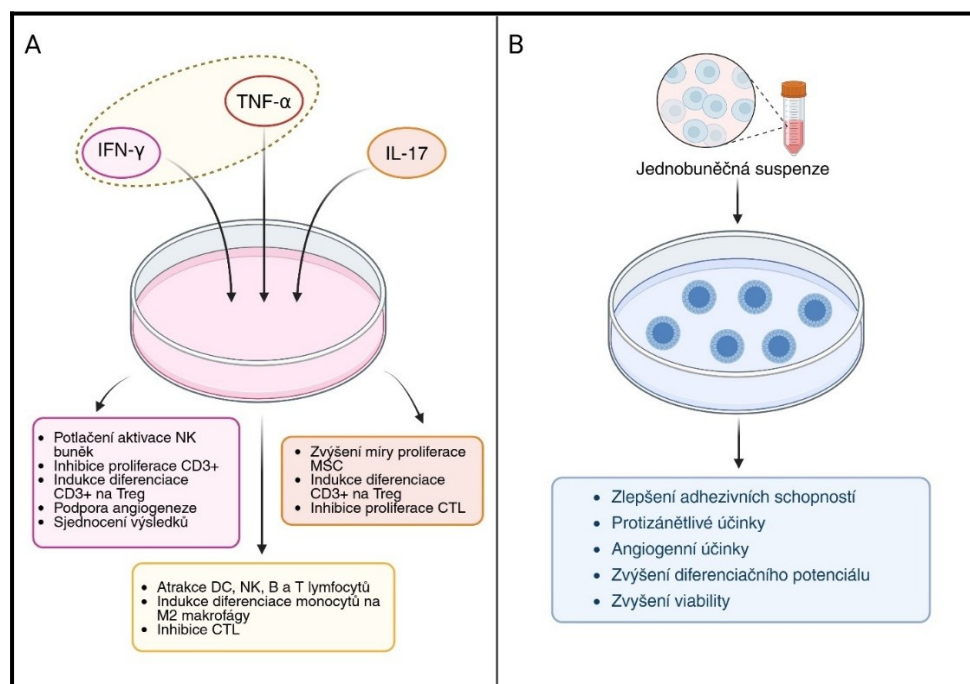 A
TNF-α
IFN-γ
IL-17
• Potlačení aktivace NK
buněk
• Inhibice proliferace CD3+
• Indukce diferenciace
CD3+ na Treg
• Podpora angiogeneze
• Sjednocení výsledků
• Zvýšení míry proliferace
MSC
• Indukce diferenciace
CD3+ na Treg
• Inhibice proliferace CTL
• Atrakce DC, NK, B a T lymfocytů
• Indukce diferenciace monocytů na
M2 makrofágy
• Inhibice CTL
B
Jednobuněčná suspenze
• Zlepšení adhezivních schopností
• Protizánětlivé účinky
• Angiogenní účinky
• Zvýšení diferenciačního potenciálu
• Zvyšení viability